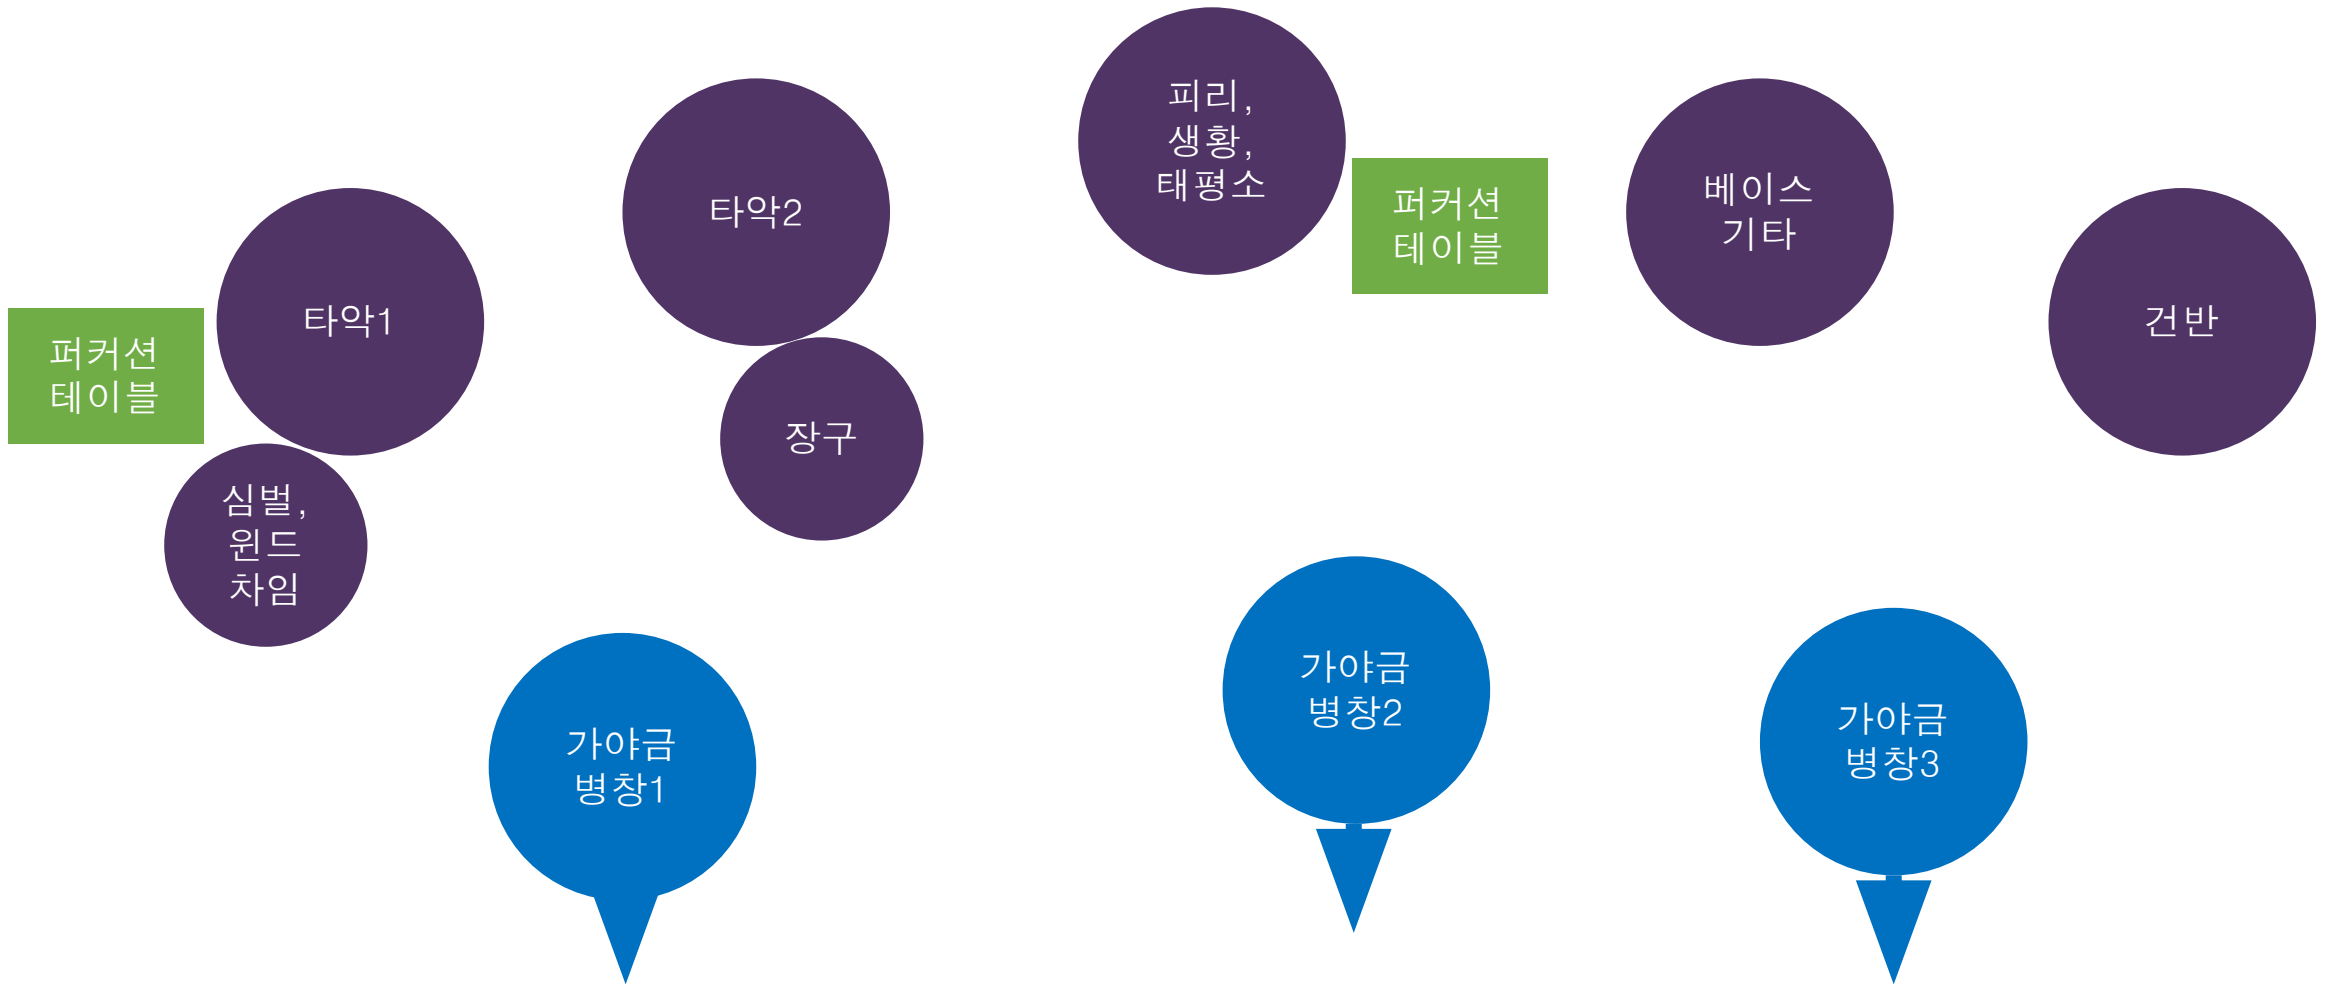 피리,
생황,
태평소
타악2
퍼커션
테이블
베이스
기타
타악1
건반
퍼커션
테이블
장구
심벌,
윈드
차임
가야금
병창1
가야금
병창2
가야금
병창3